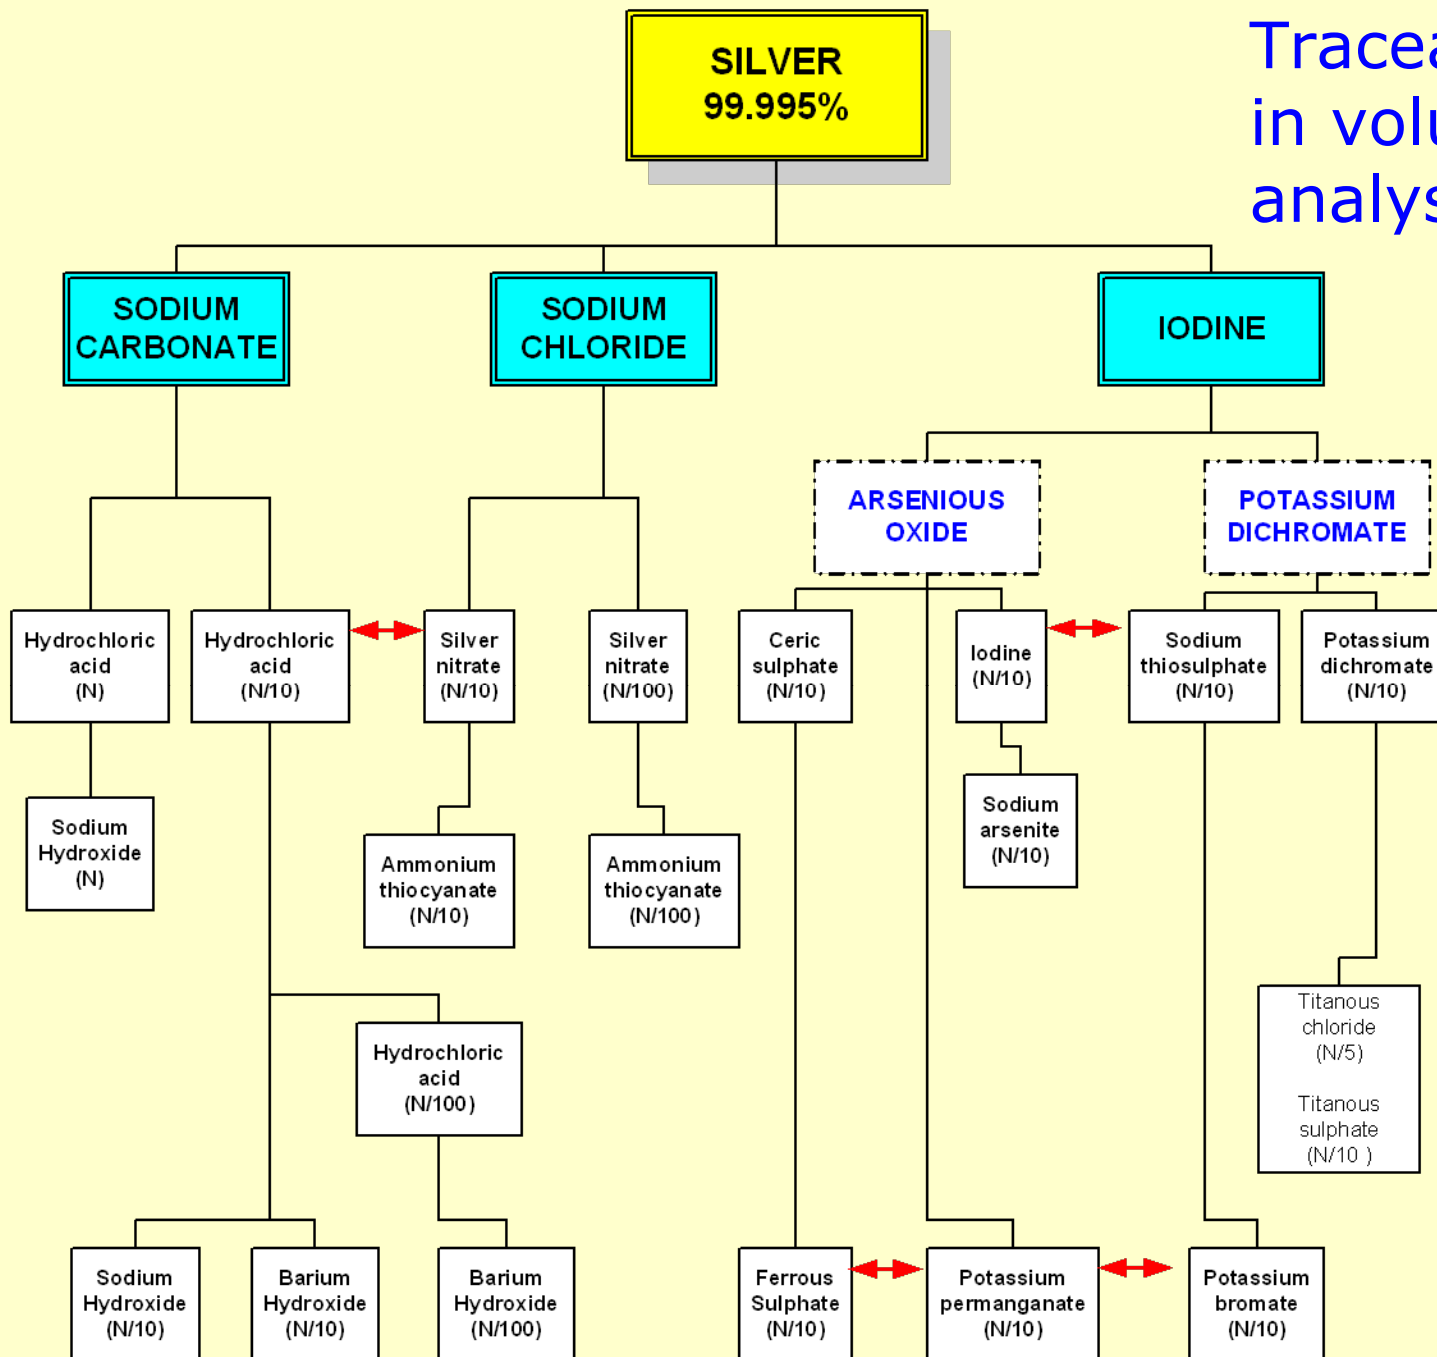 SILVER
99.995%
in
SODIUM
CARBONATE
SODIUM
CHLORIDE
IODINE
ARSENIOUS
OXIDE
POTASSIUM
DICHROMATE
Hydrochloric
acid
(N)
Hydrochloric
acid
(N/10)
Silver
nitrate
(N/10)
Silver
nitrate
(N/100)
Ceric
sulphate
(N/10)
Iodine
(N/10)
Sodium
thiosulphate
(N/10)
Potassium
dichromate
(N/10)
Sodium
Hydroxide
(N)
Ammonium
thiocyanate
(N/10)
Ammonium
thiocyanate
(N/100)
Sodium
arsenite
(N/10)
Titanous
chloride
(N/5)
Titanous
sulphate
(N/10 )
Hydrochloric
acid
(N/100)
Sodium
Hydroxide
(N/10)
Barium
Hydroxide
(N/10)
Barium
Hydroxide
(N/100)
Ferrous
Sulphate
(N/10)
Potassium
permanganate
(N/10)
Potassium
bromate
(N/10)